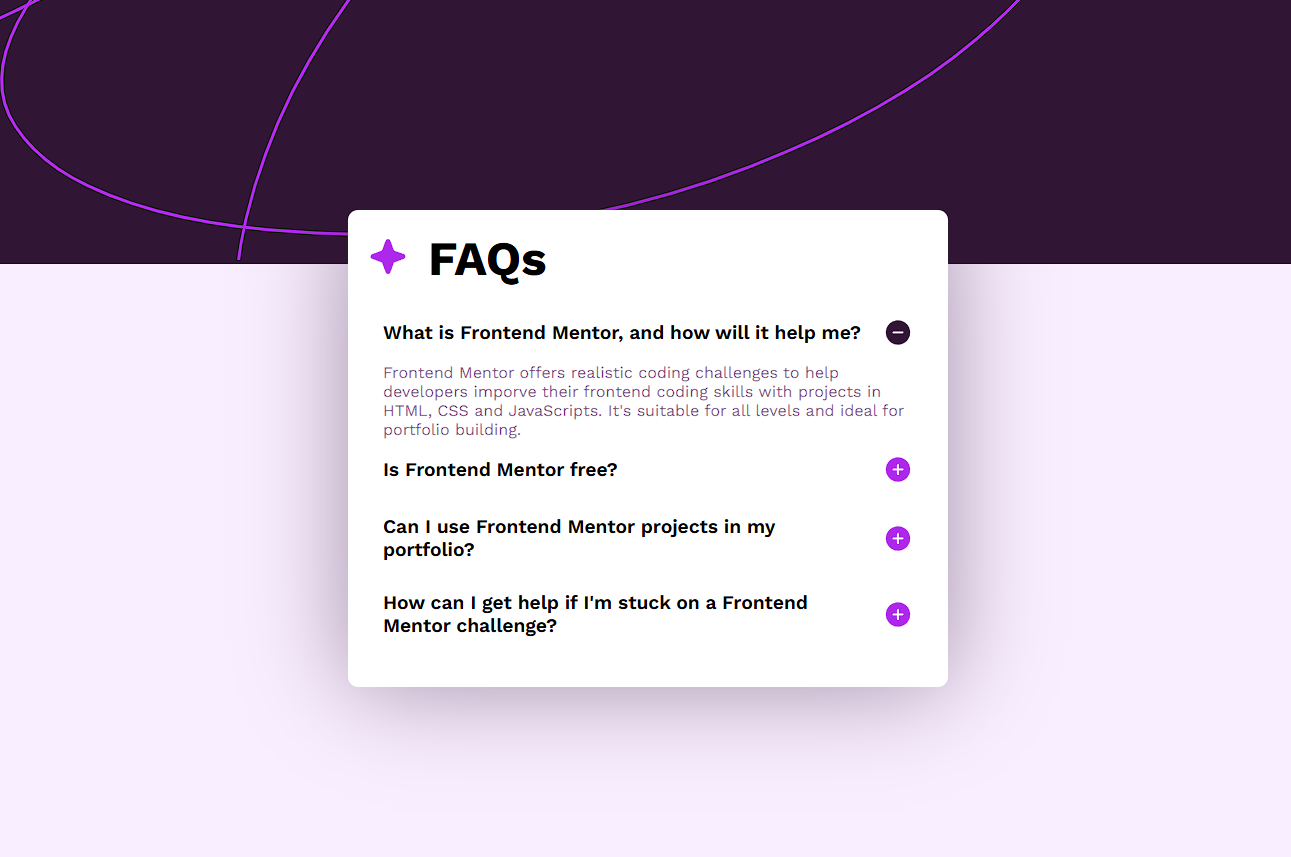 FAQs
What is Frontend Mentor, and how will it help me?
Frontend Mentor offers realistic coding challenges to help
developers imporve their frontend coding skills with projects in
HTML, CSS and JavaScripts. It's suitable for all levels and ideal for
portfolio building.
Is Frontend Mentor free?
Can I use Frontend Mentor projects in my
portfolio?
How can I get help if I'm stuck on a Frontend
Mentor challenge?